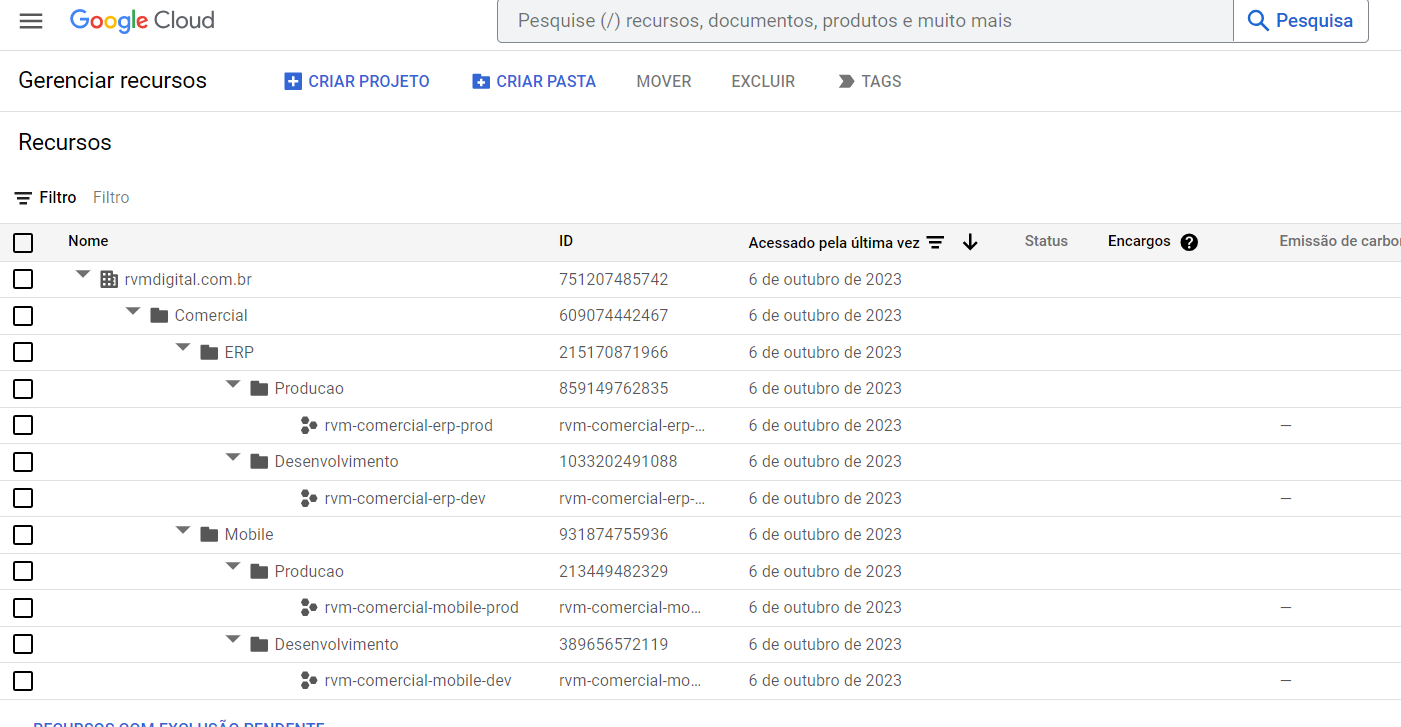 Google Cloud
Pesquise (/) recursos, documentos, produtos e muito mais
Pesquisa
Gerenciar recursos
CRIAR PROJETO
CRIAR PASTA
MOVER
EXCLUIR
TAGS
Recursos
Filtro Filtro
Nome ID Acessado pela última vez Status Encargos ? Emissão de carbo
rvmdigital.com.br 751207485742 6 de outubro de 2023
Comercial 609074442467 6 de outubro de 2023
ERP 215170871966 6 de outubro de 2023
Producao 859149762835 6 de outubro de 2023
rvm-comercial-erp-prod rvm-comercial-erp-... 6 de outubro de 2023 —
Desenvolvimento 1033202491088 6 de outubro de 2023
rvm-comercial-erp-dev rvm-comercial-erp-... 6 de outubro de 2023 —
Mobile 931874755936 6 de outubro de 2023
Producao 213449482329 6 de outubro de 2023
rvm-comercial-mobile-prod rvm-comercial-mo... 6 de outubro de 2023 —
Desenvolvimento 389656572119 6 de outubro de 2023
rvm-comercial-mobile-dev rvm-comercial-mo... 6 de outubro de 2023 —
RECURSOS COM EXCLUSÃO PENDENTE